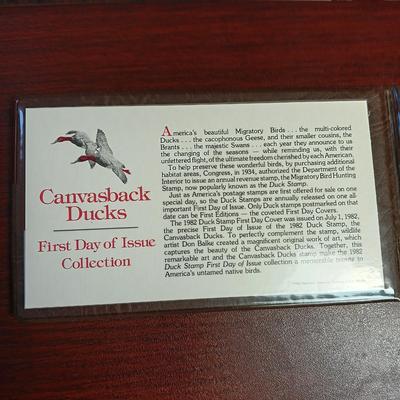 Canvasback
Ducks
First Day of Issue
Collection
America's beautiful Migratory Birds . . . the multi-colored
Ducks . . . the cacophonous Geese, and their smaller cousins, the
Brants . . . the majestic Swans . . . each year they announce to us
the changing of the seasons — while reminding us, with their
unfettered flight, of the ultimate freedom cherished by each American.
To help preserve these wonderful birds, by purchasing additional
habitat areas, Congress, in 1934, authorized the Department of the
Interior to issue an annual revenue stamp, the Migratory Bird Hunting
Stamp, now popularly known as the Duck Stamp.
Just as America's postage stamps are first offered for sale on one
special day, so the Duck Stamps are annually released on one all-
important First Day of Issue. Only Duck stamps postmarked on that
date can be First Editions — the coveted First Day Covers.
The 1982 Duck Stamp First Day Cover was issued on July 1, 1982,
the precise First Day of Issue of the 1982 Duck Stamp, the
Canvasback Ducks. To perfectly complement the stamp, wildlife
artist Don Balke created a magnificent original work of art, which
captures the beauty of the Canvasback Ducks. Together, this
remarkable art and the Canvasback Ducks stamp make the 1982
Duck Stamp First Day of Issue collection a memorable tribute to
America's untamed native birds.